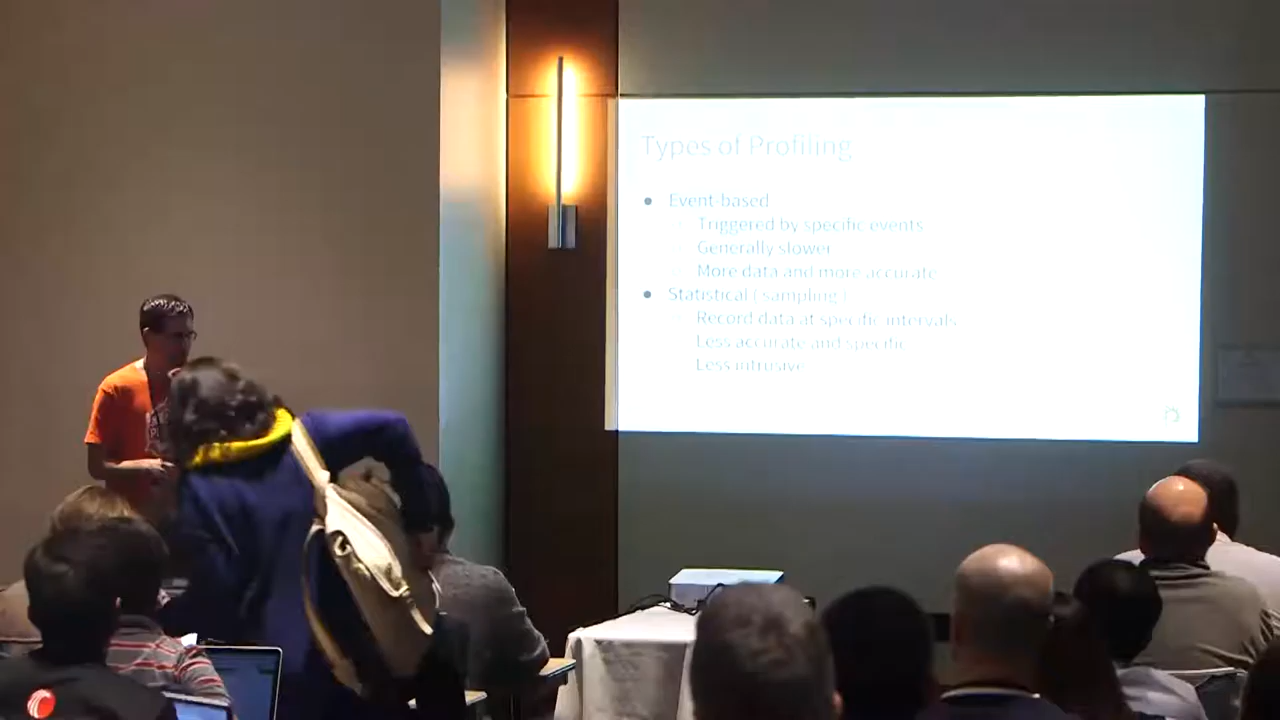 Types of Profiling
Event-based
Triggered by specific events
Generally slower
More data and more accurate
Statistical ( sampling )
Record data at specific intervals
Less accurate and specific
Less intrusive